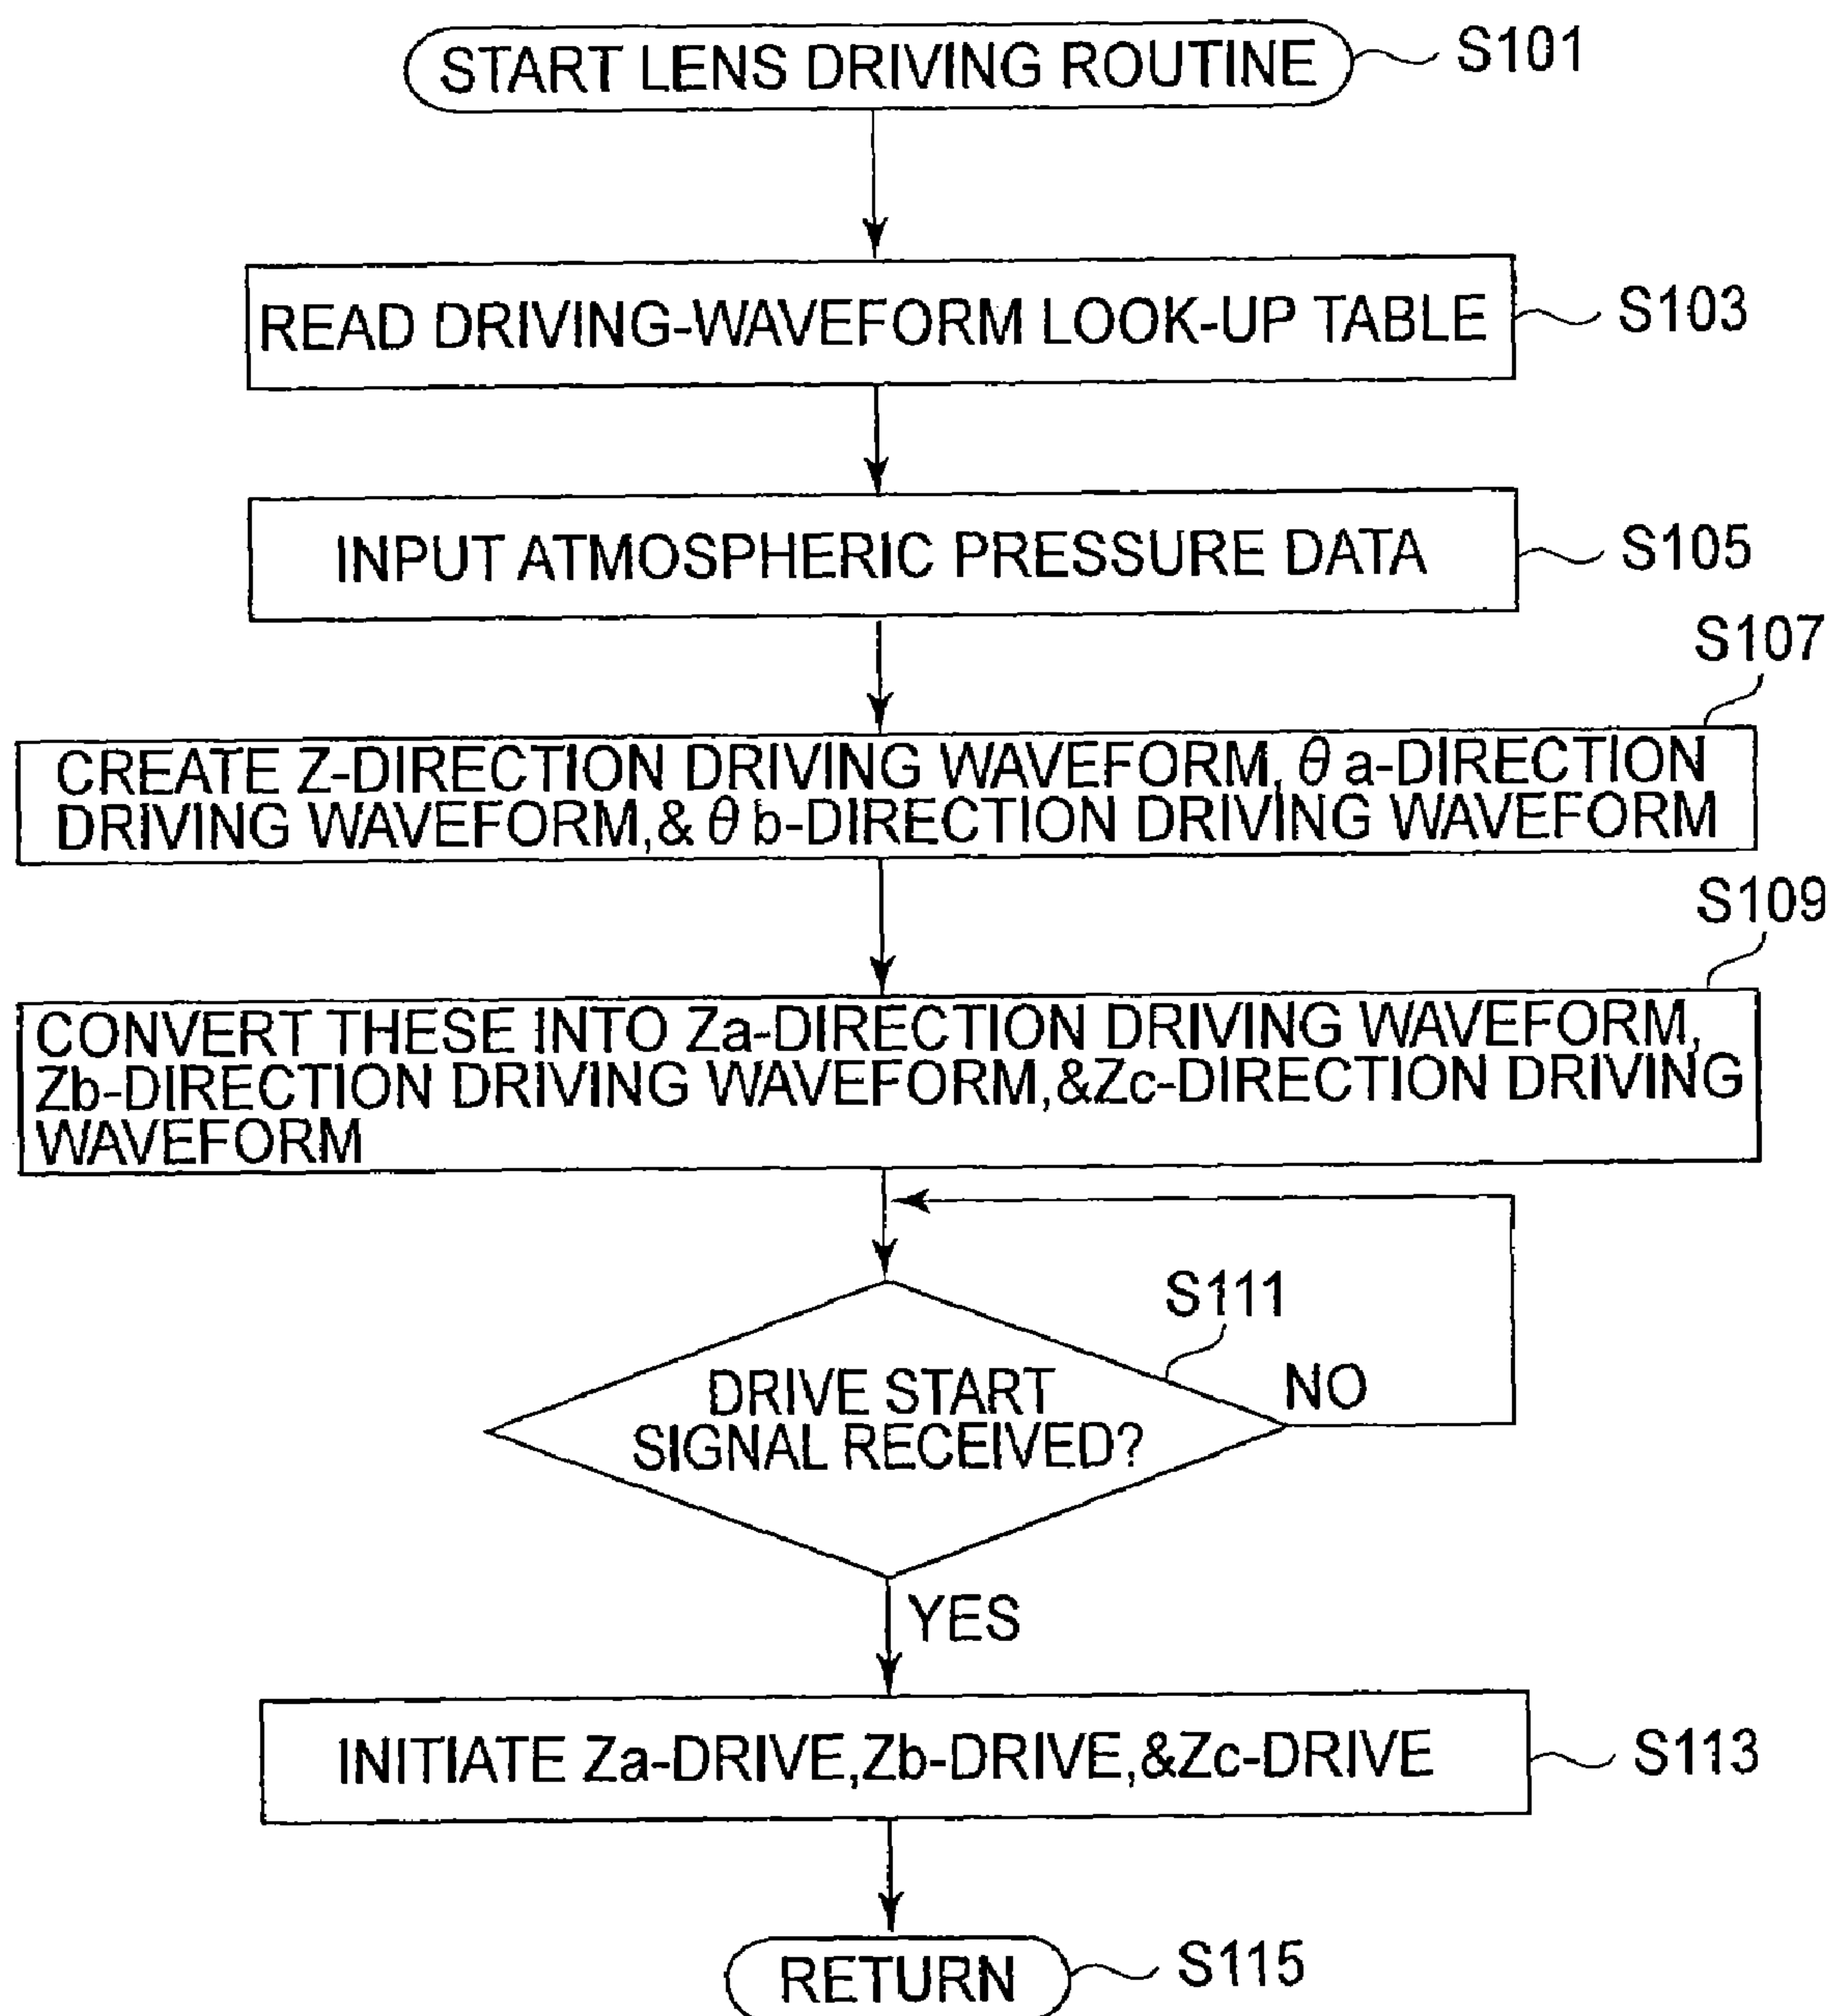 START LENS DRIVING ROUTINE
S101
READ DRIVING-WAVEFORM LOOK-UP TABLE
S103
INPUT ATMOSPHERIC PRESSURE DATA
S105
S107
CREATE Z-DIRECTION DRIVING WAVEFORM, θa-DIRECTION
DRIVING WAVEFORM,& θb-DIRECTION DRIVING WAVEFORM
S109
CONVERT THESE INTO Za-DIRECTION DRIVING WAVEFORM,
Zb-DIRECTION DRIVING WAVEFORM,&Zc-DIRECTION DRIVING
WAVEFORM
S111
DRIVE START
SIGNAL RECEIVED?
NO
YES
INITIATE Za-DRIVE,Zb-DRIVE,&Zc-DRIVE
S113
RETURN
S115